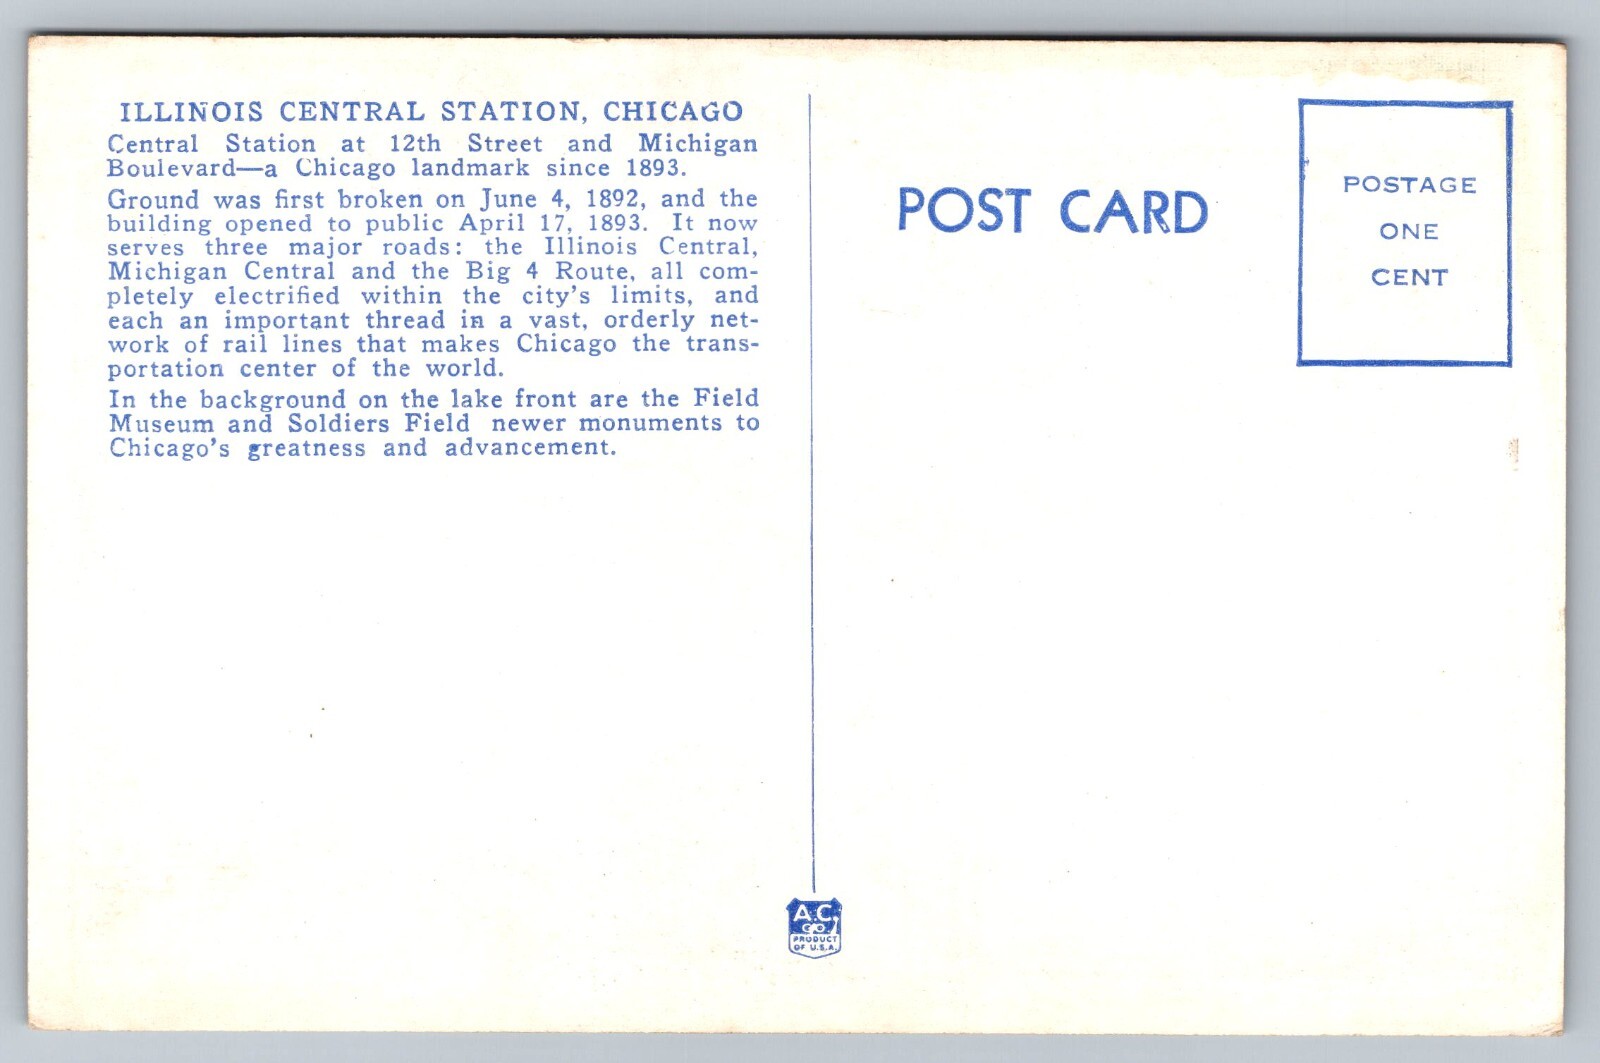 ILLINOIS CENTRAL STATION, CHICAGO
Central Station at 12th Street and Michigan
Boulevard—a Chicago landmark since 1893.
Ground was first broken on June 4, 1892, and the
building opened to public April 17, 1893. It now
serves three major roads: the Illinois Central,
Michigan Central and the Big 4 Route, all com-
pletely electrified within the city's limits, and
each an important thread in a vast, orderly net-
work of rail lines that makes Chicago the trans-
portation center of the world.
In the background on the lake front are the Field
Museum and Soldiers Field newer monuments to
Chicago's greatness and advancement.
POST CARD
POSTAGE
ONE
CENT
A.C.
CO.
PRODUCT
OF U.S.A.